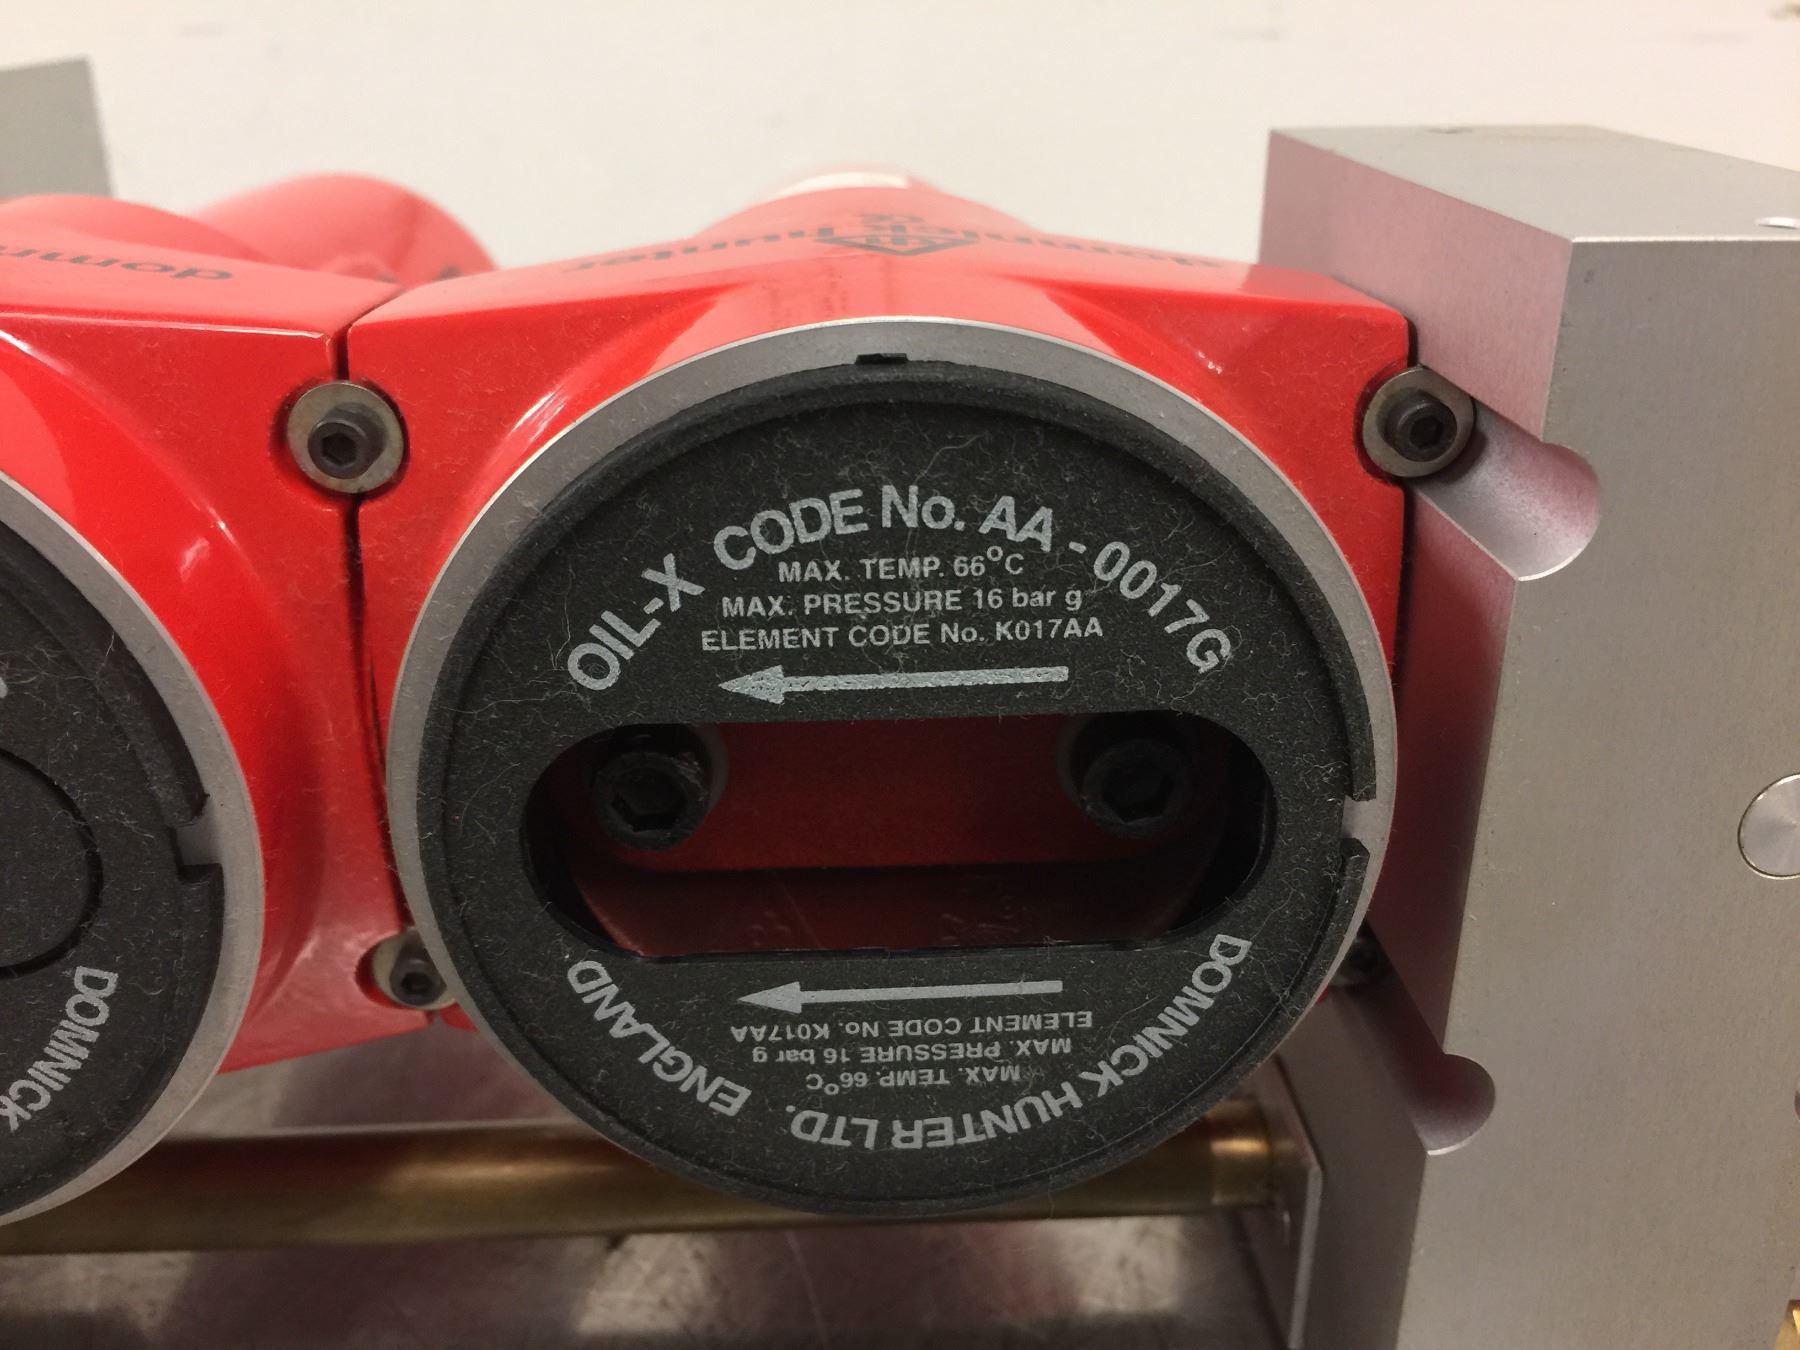 domnick hunter
OIL-X CODE No. AA-0017G
MAX. TEMP. 66°C
MAX. PRESSURE 16 bar g
ELEMENT CODE No. K017AA
ELEMENT CODE No. K017AA
MAX. PRESSURE 16 bar g
MAX. TEMP. 66°C
DOMNICK HUNTER LTD. ENGLAND
DOMNICK